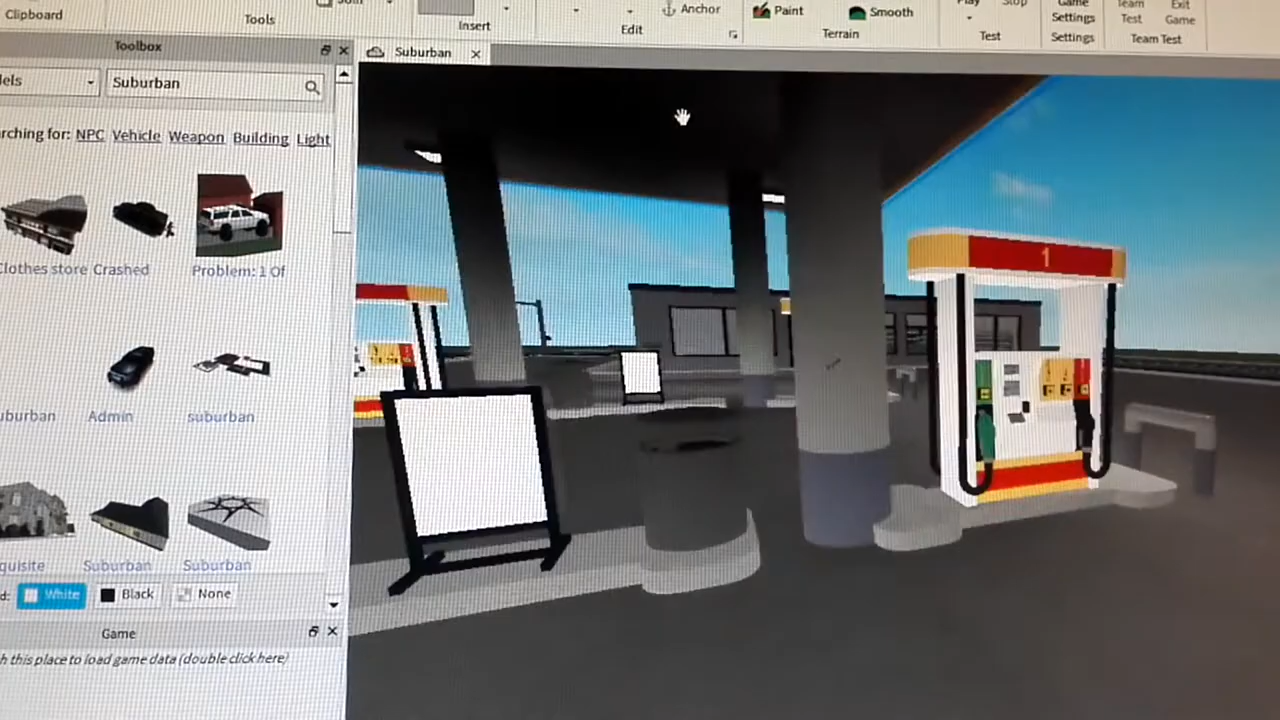 Clipboard
Tools
Insert
Edit
Anchor
Paint
Smooth
Terrain
Play
Stop
Test
Game
Settings
Settings
Team
Test
Exit
Game
Team Test
Toolbox
Suburban
els
Suburban
rching for: NPC Vehicle Weapon Building Light
Clothes store
Crashed
Problem: 1 Of
uburban
Admin
suburban
quisite
Suburban
Suburban
d:
White
Black
None
Game
h this place to load game data (double click here)
1